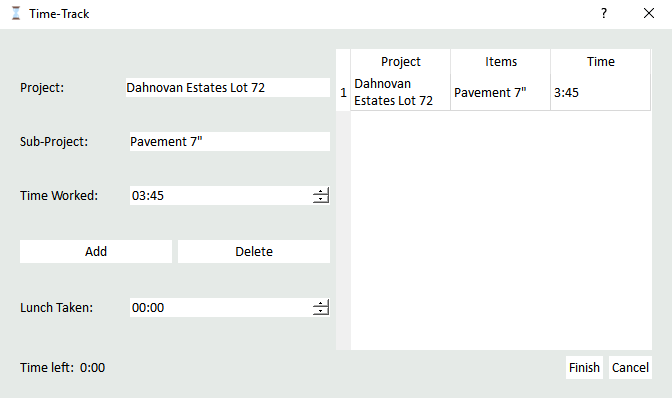 Time-Track
?
Project: Dahnovan Estates Lot 72
Sub-Project: Pavement 7"
Time Worked: 03:45
Add Delete
Lunch Taken: 00:00
Time left: 0:00
Project Items Time
1 Dahnovan Estates Lot 72 Pavement 7" 3:45
Finish Cancel